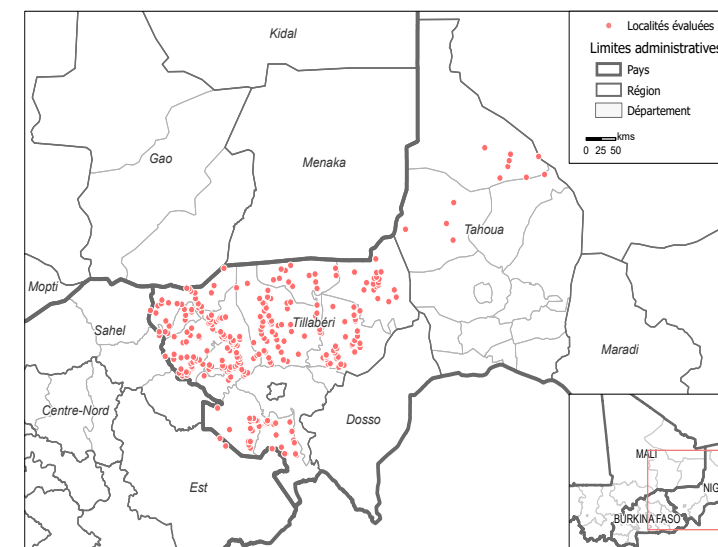 Localités évaluées
Limites administratives
Pays
Région
Département
kms
0 25 50
Kidal
Gao
Menaka
Tahoua
Mopti
Tillabéri
Sahel
Maradi
Centre-Nord
Dosso
Est
MALI
NIG
BURKINA FASO